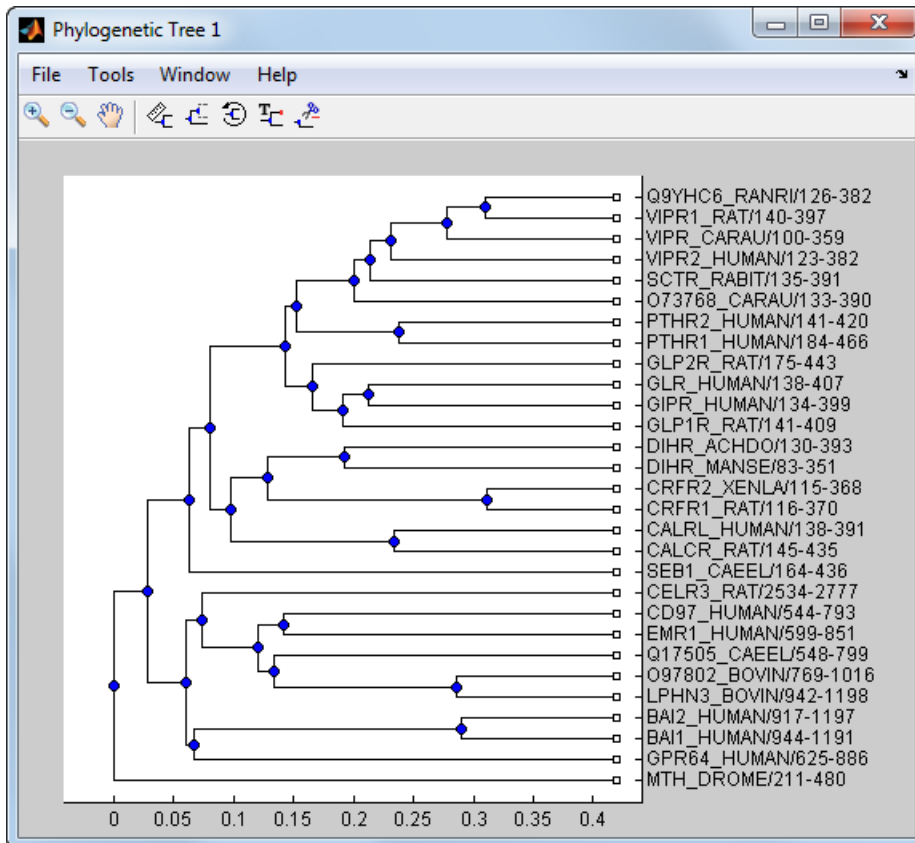 Phylogenetic Tree 1
File Tools Window Help
Q9YHC6_RANRI/126-382
VIPR1_RAT/140-397
VIPR_CARAU/100-359
VIPR2_HUMAN/123-382
SCTR_RABIT/135-391
O73768_CARAU/133-390
PTHR2_HUMAN/141-420
PTHR1_HUMAN/184-466
GLP2R_RAT/175-443
GLR_HUMAN/138-407
GIPR_HUMAN/134-399
GLP1R_RAT/141-409
DIHR_ACHDO/130-393
DIHR_MANSE/83-351
CRFR2_XENLA/115-368
CRFR1_RAT/116-370
CALRL_HUMAN/138-391
CALCR_RAT/145-435
SEB1_CAEEL/164-436
CELR3_RAT/2534-2777
CD97_HUMAN/544-793
EMR1_HUMAN/599-851
Q17505_CAEEL/548-799
O97802_BOVIN/769-1016
LPHN3_BOVIN/942-1198
BAI2_HUMAN/917-1197
BAI1_HUMAN/944-1191
GPR64_HUMAN/625-886
MTH_DROME/211-480
0 0.05 0.1 0.15 0.2 0.25 0.3 0.35 0.4